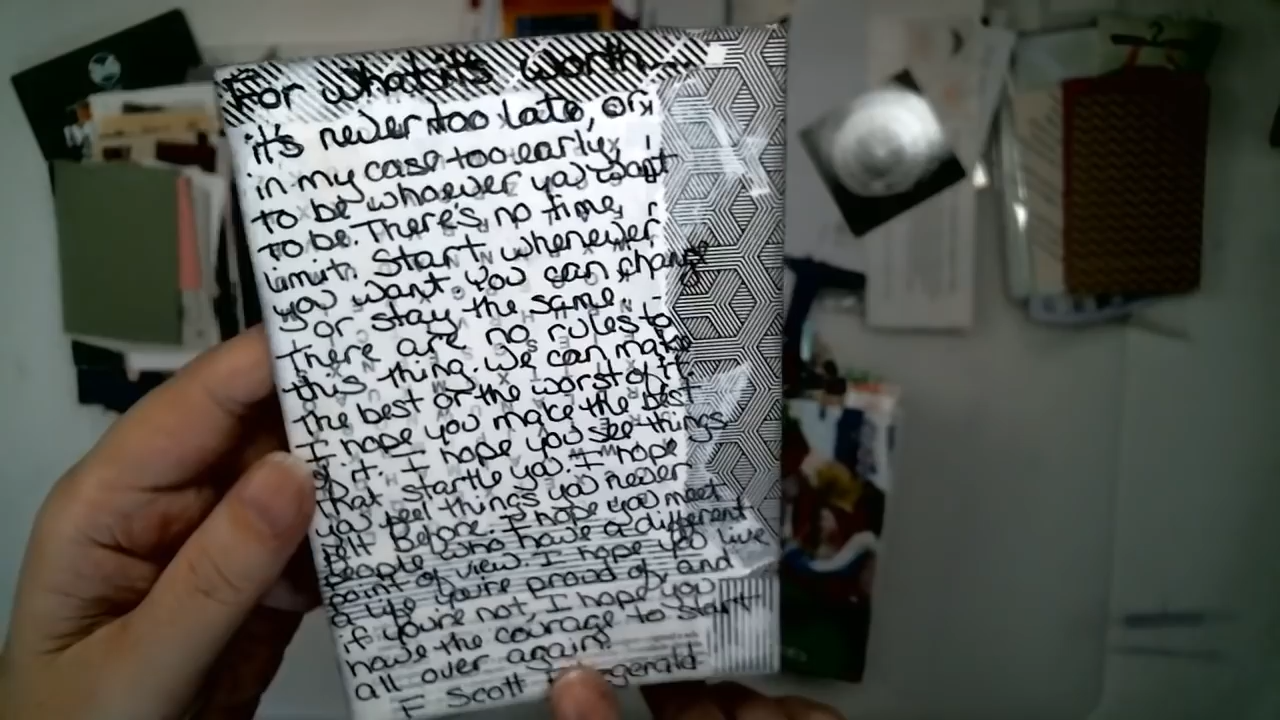 For what it's worth...
it's never too late, or
in my case too early
to be whoever you want
to be. There's no time
limit. Start whenever
you want. You can change
or stay the same.
There are no rules to
this thing. We can make
the best or the worst of it.
I hope you make the best
of it. I hope you see things
that startle you. I hope
you feel things you never
felt Before. I hope you meet
people who have a different
point of view. I hope you live
a life you're proud of, and
if you're not, I hope you
have the courage to start
all over again.
F Scott